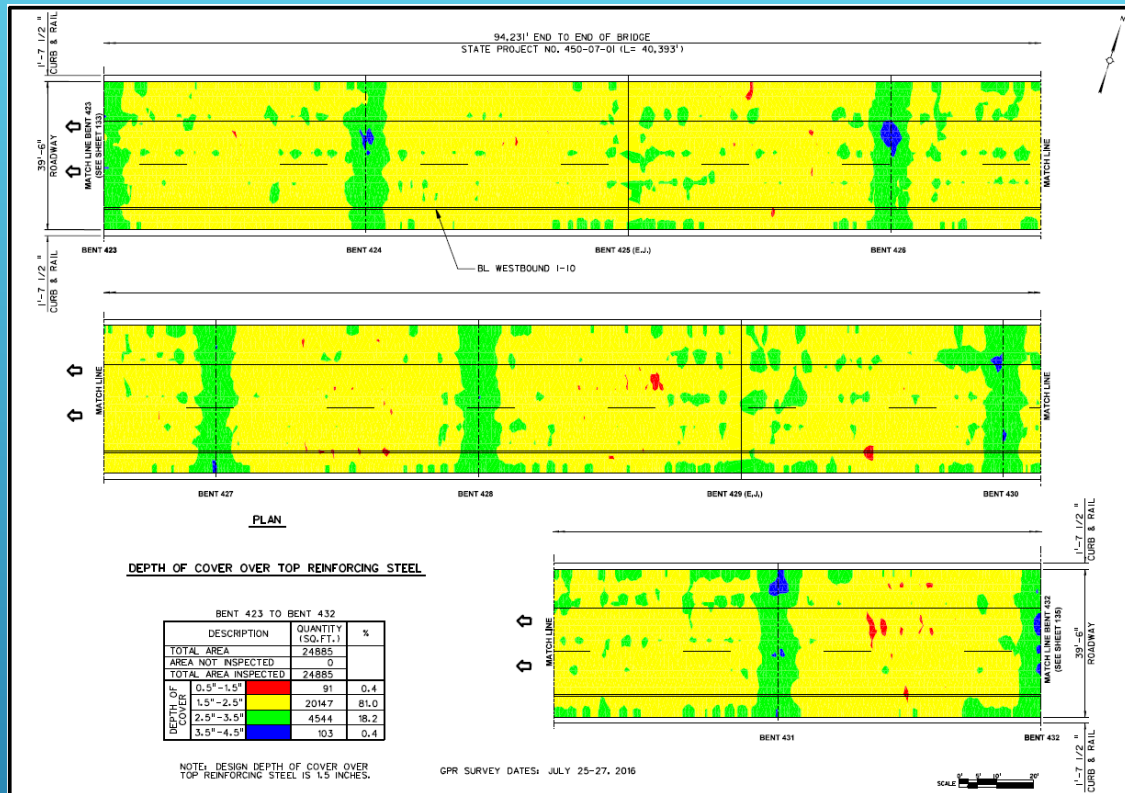 94,231' END TO END OF BRIDGE
STATE PROJECT NO. 450-07-01 (L= 40,393')
N
1'-7 1/2 "
CURB & RAIL
39'-6"
ROADWAY
MATCH LINE BENT 423
(SEE SHEET 133)
MATCH LINE
1'-7 1/2 "
CURB & RAIL
BENT 423
BENT 424
BENT 425 (E.J.)
BENT 426
BL WESTBOUND I-10
MATCH LINE
MATCH LINE
BENT 427
BENT 428
BENT 429 (E.J.)
BENT 430
PLAN
DEPTH OF COVER OVER TOP REINFORCING STEEL
1'-7 1/2 "
CURB & RAIL
MATCH LINE
MATCH LINE BENT 432
(SEE SHEET 135)
39'-6"
ROADWAY
BENT 431
BENT 432
1'-7 1/2 "
CURB & RAIL
BENT 423 TO BENT 432
DESCRIPTION QUANTITY (SQ.FT.) %
TOTAL AREA 24885
AREA NOT INSPECTED 0
TOTAL AREA INSPECTED 24885
DEPTH OF COVER
0.5"-1.5" 91 0.4
1.5"-2.5" 20147 81.0
2.5"-3.5" 4544 18.2
3.5"-4.5" 103 0.4
NOTE: DESIGN DEPTH OF COVER OVER
TOP REINFORCING STEEL IS 1.5 INCHES.
GPR SURVEY DATES: JULY 25-27, 2016
SCALE 0' 5' 10' 20'